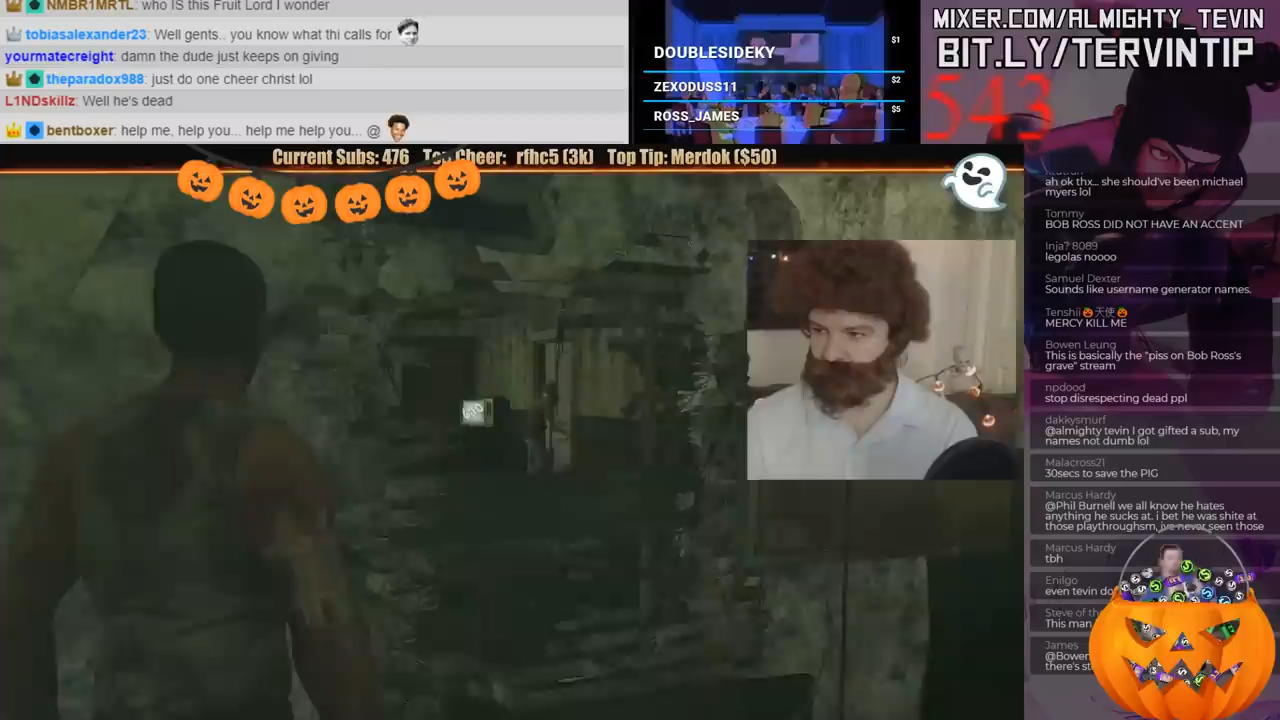 NMBR1MRTL: who IS this Fruit Lord I wonder
tobiasalexander23: Well gents.. you know what thi calls for
yourmatecreight: damn the dude just keeps on giving
theparadox988: just do one cheer christ lol
L1NDskillz: Well he's dead
bentboxer: help me, help you... help me help you... @
DOUBLESIDEKY $1
ZEXODUSS11 $2
ROSS_JAMES $5
MIXER.COM/ALMIGHTY_TEVIN
BIT.LY/TERVINTIP
543
Current Subs: 476 Top Cheer: rfhc5 (3k) Top Tip: Merdok ($50)
ah ok thx... she should've been michael
myers lol
Tommy
BOB ROSS DID NOT HAVE AN ACCENT
Inja? 8089
legolas noooo
Samuel Dexter
Sounds like username generator names.
Tenshii🎃天使🎃
MERCY KILL ME
Bowen Leung
This is basically the "piss on Bob Ross's
grave" stream
npdood
stop disrespecting dead ppl
dakkysmurf
@almighty tevin I got gifted a sub, my
names not dumb lol
Malacross21
30secs to save the PIG
Marcus Hardy
@Phil Burnell we all know he hates
anything he sucks at. i bet he was shite at
those playthroughsm, ive never seen those
Marcus Hardy
tbh
Enilgo
even tevin do
Steve of the
This man
James
@Bowen
there's st